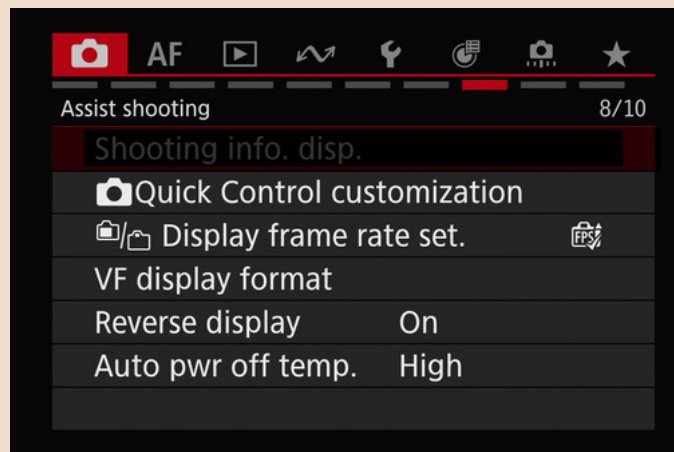 AF
Assist shooting 8/10
Shooting info. disp.
Quick Control customization
Display frame rate set. FPS
VF display format
Reverse display On
Auto pwr off temp. High